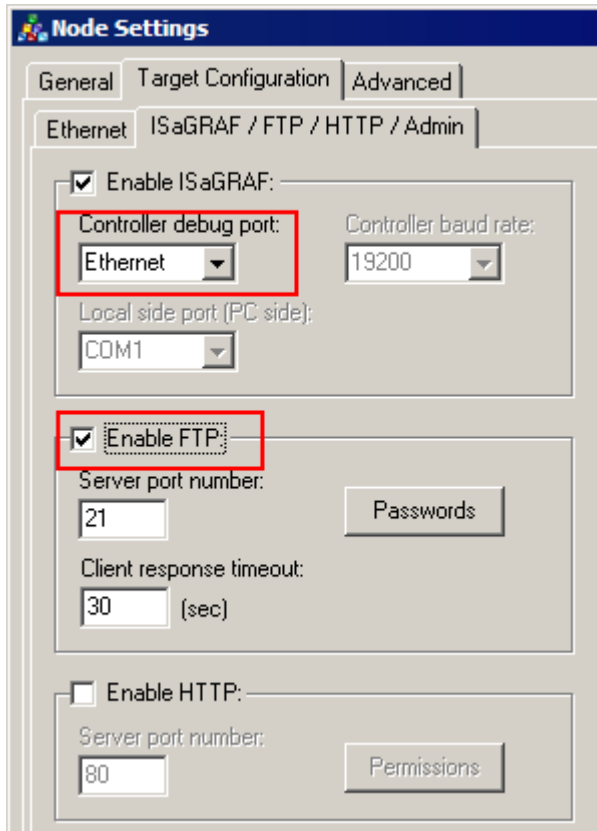 Node Settings
General Target Configuration Advanced
Ethernet ISaGRAF / FTP / HTTP / Admin
Enable ISaGRAF:
Controller debug port: Controller baud rate:
Ethernet 19200
Local side port (PC side):
COM1
Enable FTP:
Server port number:
21 Passwords
Client response timeout:
30 (sec)
Enable HTTP:
Server port number:
80 Permissions